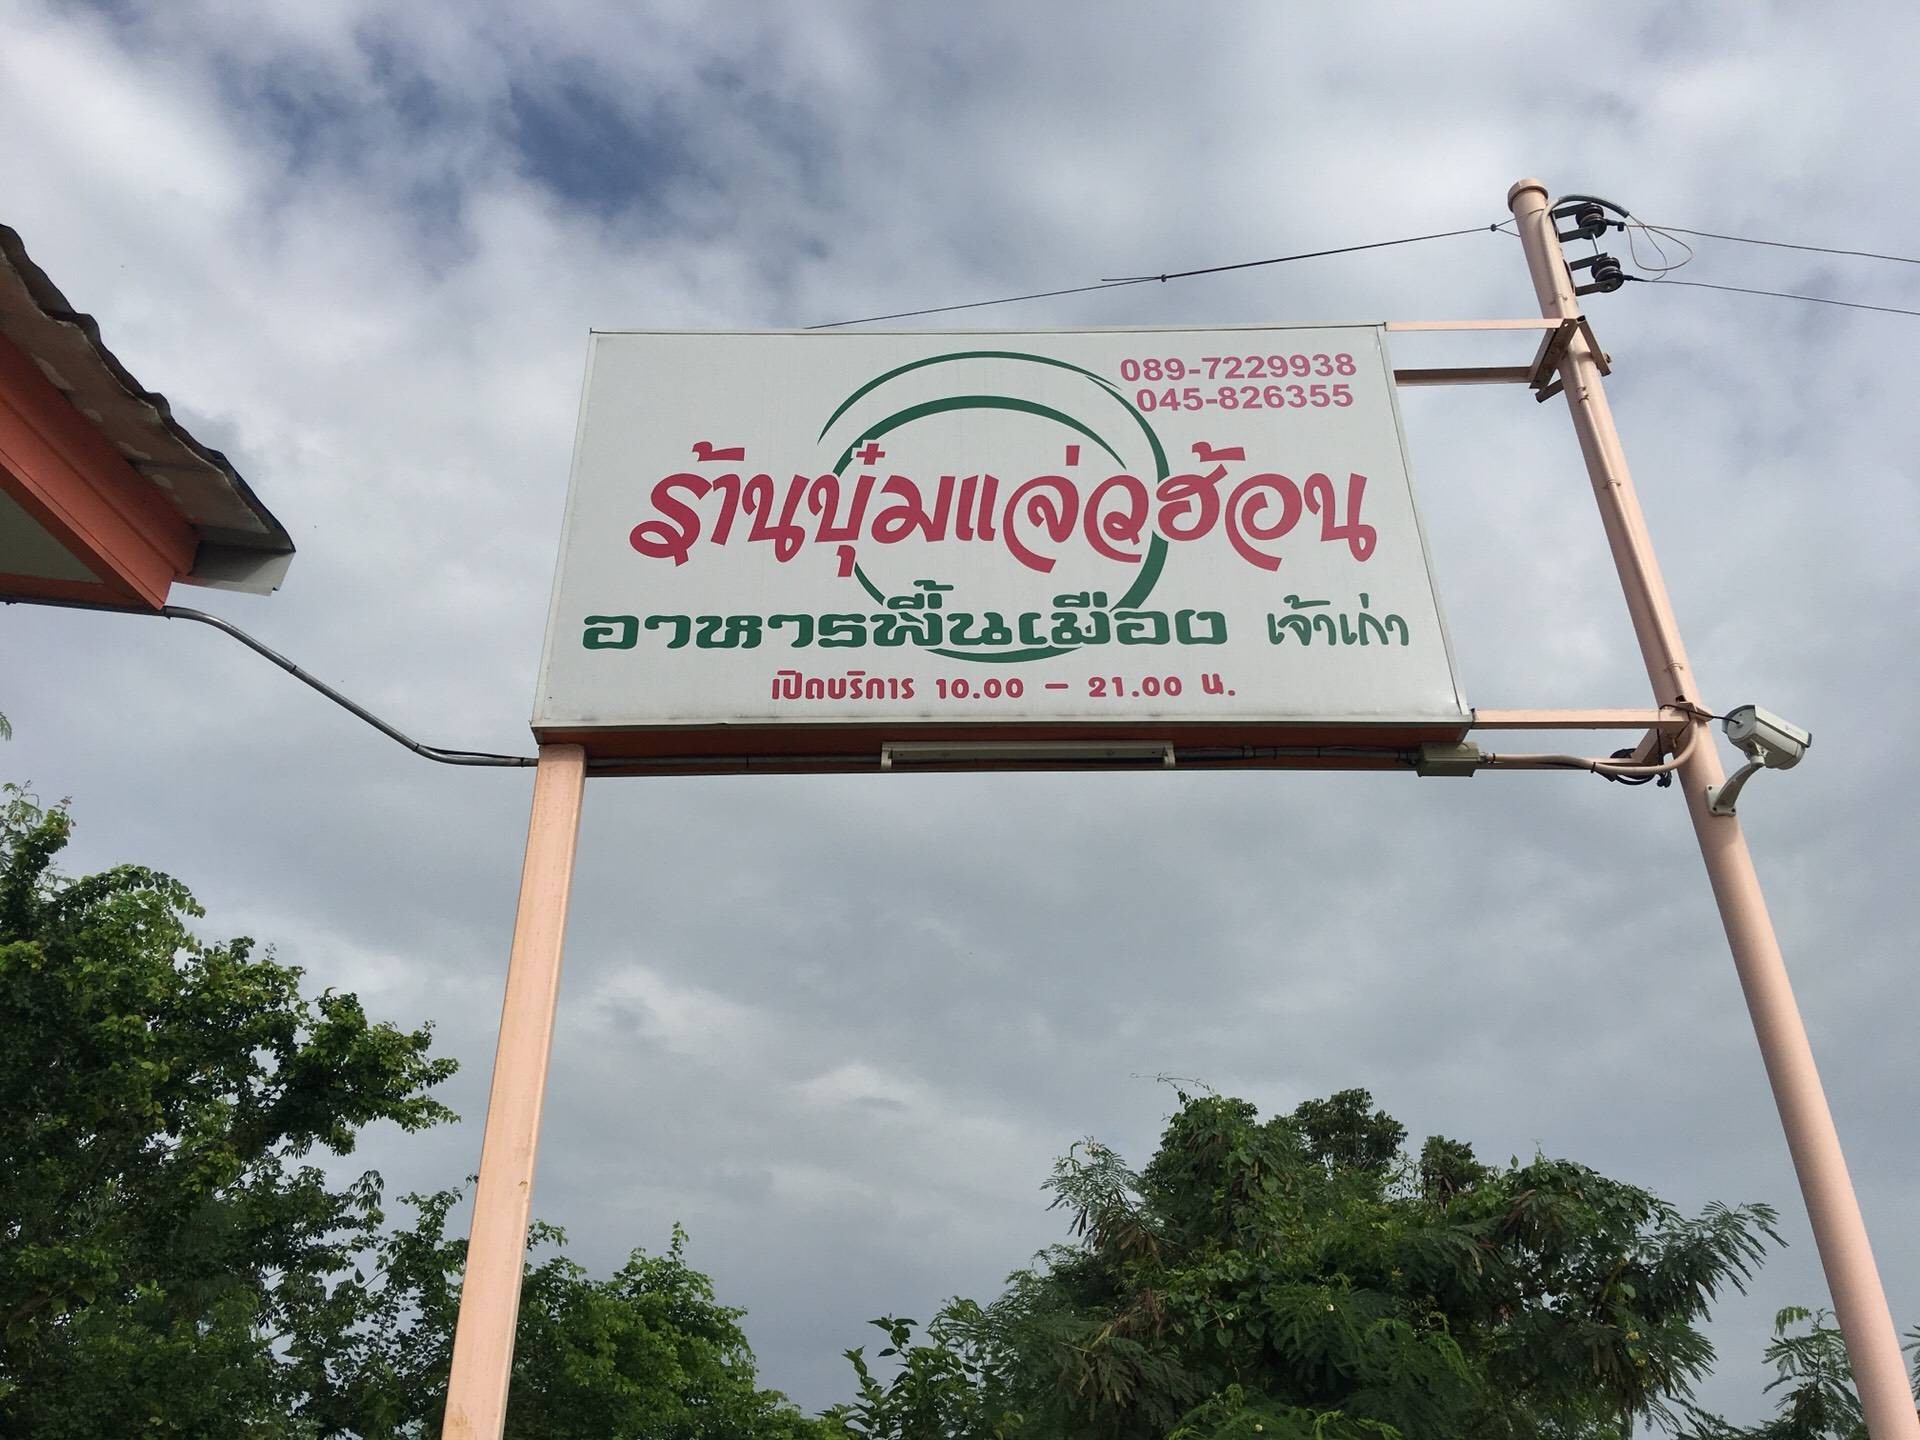 089-7229938
045-826355
ร้านปุ๋มแจ่วฮ้อน
อาหารพื้นเมือง เจ้าเก่า
เปิดบริการ 10.00 – 21.00 น.